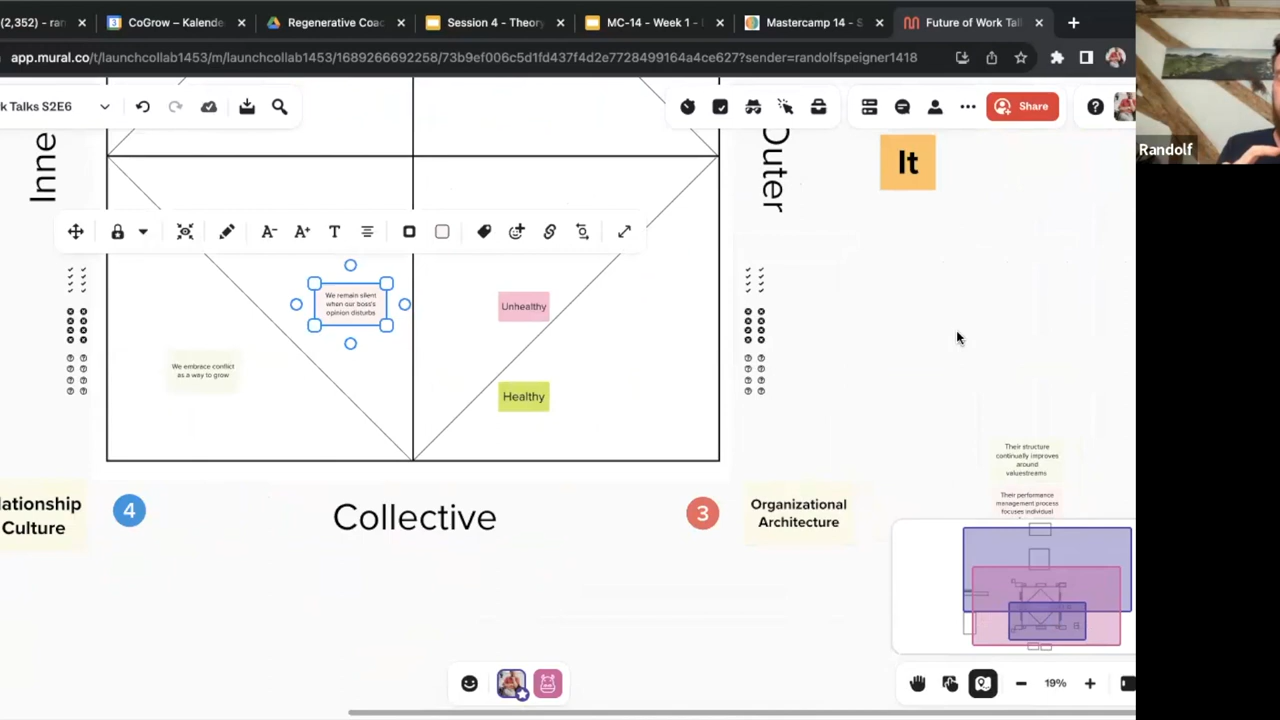 (2,352)
CoGrow – Kalende
Regenerative Coac
Session 4 - Theory
MC-14 - Week 1 -
Mastercamp 14 - S
Future of Work Tal
app.mural.co/t/launchcollab1453/m/launchcollab1453/1689266692258/73b9ef006c5d1fd437f4d2e7728499164a4ce627?sender=randolfspeigner1418
k Talks S2E6
Share
Randolf
Inne
Outer
It
A-
A+
T
We remain silent
when our boss's
opinion disturbs
Unhealthy
We embrace conflict
as a way to grow
Healthy
Their structure
continually improves
around
valuestreams
Their performance
management process
focuses individual
lationship
Culture
4
Collective
3
Organizational
Architecture
19%